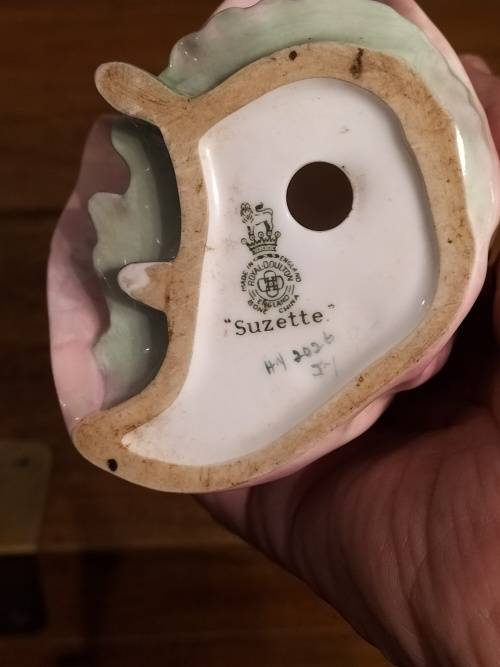 MADE IN ENGLAND
ROYAL DOULTON
ENGLAND
BONE CHINA
"Suzette."
HN 2026